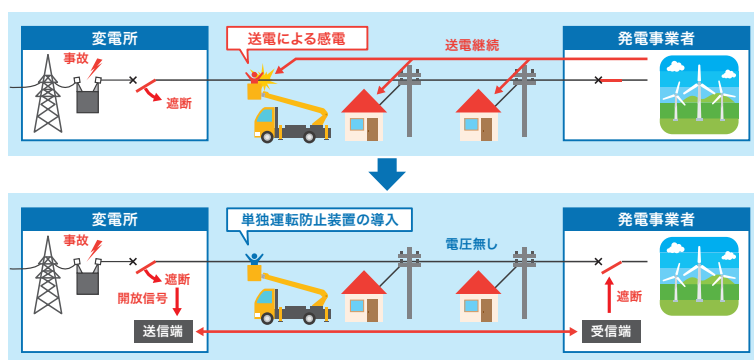 変電所
発電事業者
事故
遮断
送電による感電
送電継続
変電所
発電事業者
事故
遮断
開放信号
送信端
単独運転防止装置の導入
電圧無し
遮断
受信端